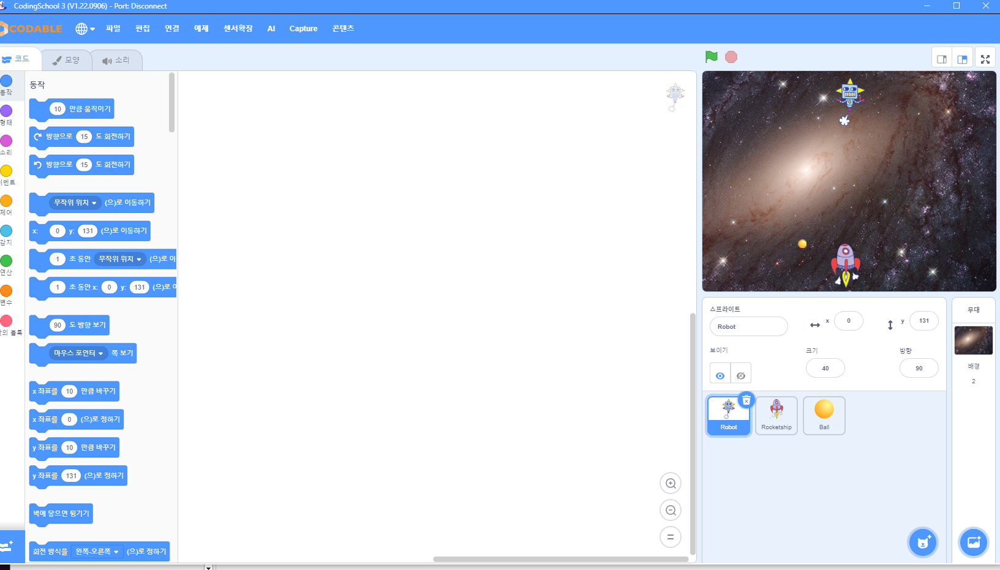 CodingSchool 3 (V1.22.0906) - Port: Disconnect
CODABLE 파일 편집 연결 예제 센서확장 AI Capture 콘텐츠
코드 모양 소리
동작
형태
소리
이벤트
제어
감지
연산
변수
동작
10 만큼 움직이기
방향으로 15 도 회전하기
방향으로 15 도 회전하기
무작위 위치 (으)로 이동하기
x: 0 y: 131 (으)로 이동하기
1 초 동안 무작위 위치 (으)로 이
1 초 동안 x: 0 y: 131 (으)로 이
90 도 방향 보기
마우스 포인터 쪽 보기
x 좌표를 10 만큼 바꾸기
x 좌표를 0 (으)로 정하기
y 좌표를 10 만큼 바꾸기
y 좌표를 131 (으)로 정하기
벽에 닿으면 튕기기
회전 방식을 왼쪽-오른쪽 (으)로 정하기
스프라이트
Robot x 0 y 131
보이기 크기 방향
40 90
Robot Rocketship Ball
무대
배경
2